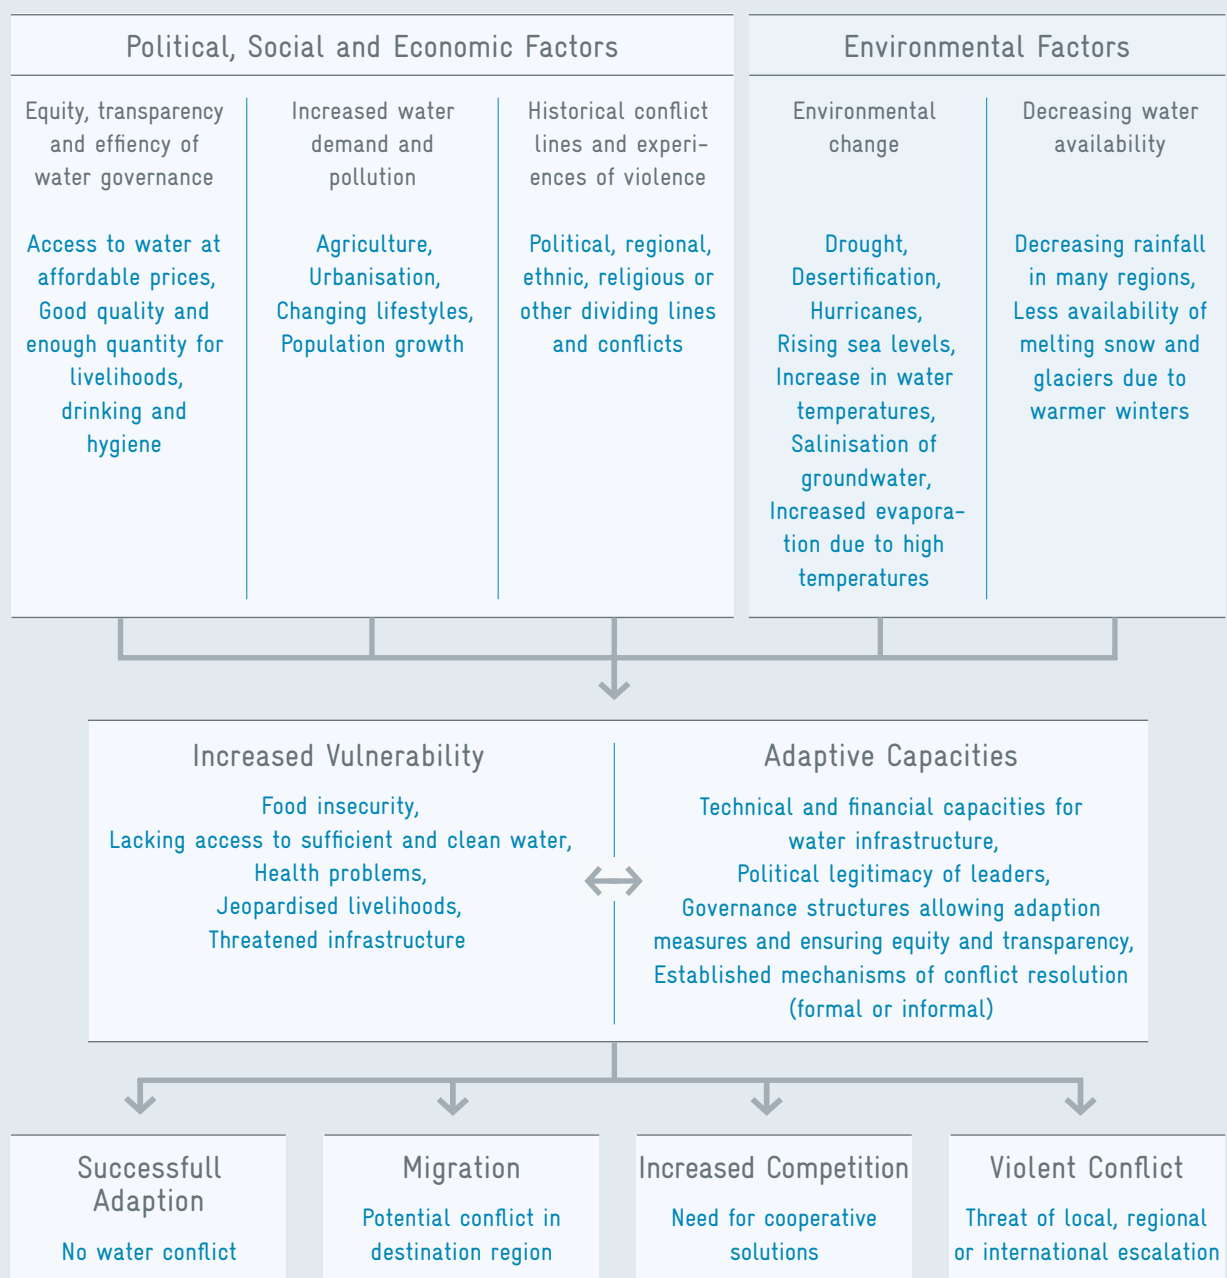 Political, Social and Economic Factors
Equity, transparency
and effiency of
water governance
Access to water at
affordable prices,
Good quality and
enough quantity for
livelihoods,
drinking and
hygiene
Increased water
demand and
pollution
Agriculture,
Urbanisation,
Changing lifestyles,
Population growth
Historical conflict
lines and experi-
ences of violence
Political, regional,
ethnic, religious or
other dividing lines
and conflicts
Environmental Factors
Environmental
change
Drought,
Desertification,
Hurricanes,
Rising sea levels,
Increase in water
temperatures,
Salinisation of
groundwater,
Increased evapora-
tion due to high
temperatures
Decreasing water
availability
Decreasing rainfall
in many regions,
Less availability of
melting snow and
glaciers due to
warmer winters
Increased Vulnerability
Food insecurity,
Lacking access to sufficient and clean water,
Health problems,
Jeopardised livelihoods,
Threatened infrastructure
Adaptive Capacities
Technical and financial capacities for
water infrastructure,
Political legitimacy of leaders,
Governance structures allowing adaption
measures and ensuring equity and transparency,
Established mechanisms of conflict resolution
(formal or informal)
Successfull
Adaption
No water conflict
Migration
Potential conflict in
destination region
Increased Competition
Need for cooperative
solutions
Violent Conflict
Threat of local, regional
or international escalation